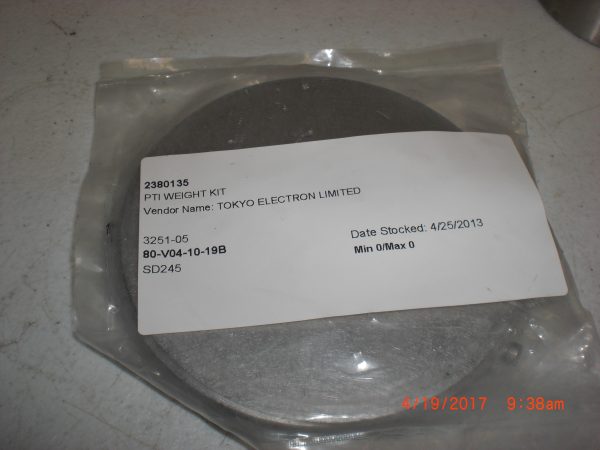 2380135
PTI WEIGHT KIT
Vendor Name: TOKYO ELECTRON LIMITED
3251-05
80-V04-10-19B
SD245
Date Stocked: 4/25/2013
Min 0/Max 0
4/19/2017 9:38am